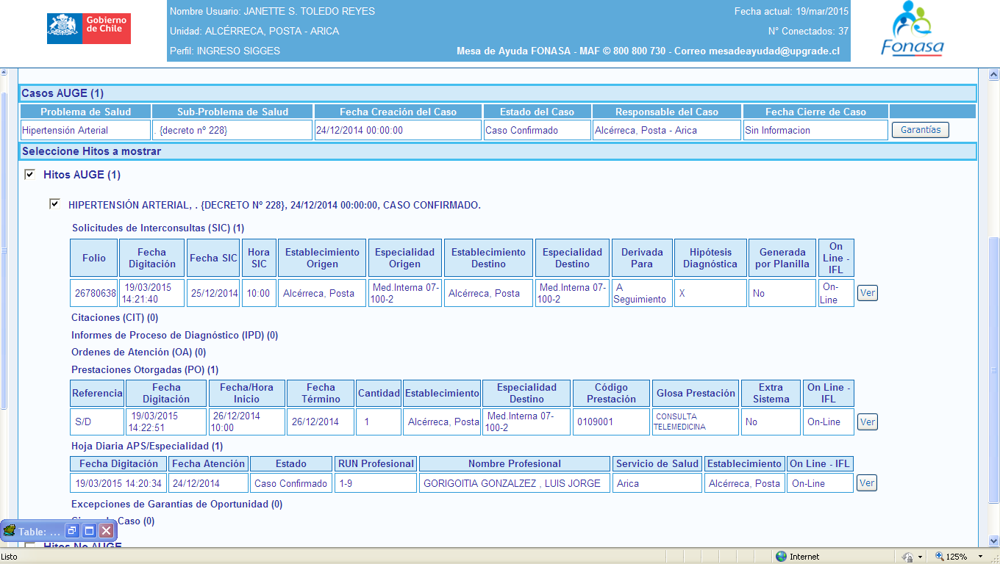 Gobierno de Chile
Nombre Usuario: JANETTE S. TOLEDO REYES
Fecha actual: 19/mar/2015
Unidad: ALCÉRRECA, POSTA - ARICA
N° Conectados: 37
Perfil: INGRESO SIGGES
Mesa de Ayuda FONASA - MAF © 800 800 730 - Correo mesadeayudad@upgrade.cl
Fonasa
Casos AUGE (1)
Problema de Salud Sub-Problema de Salud Fecha Creación del Caso Estado del Caso Responsable del Caso Fecha Cierre de Caso
Hipertensión Arterial . {decreto nº 228} 24/12/2014 00:00:00 Caso Confirmado Alcérreca, Posta - Arica Sin Informacion Garantías
Seleccione Hitos a mostrar
Hitos AUGE (1)
HIPERTENSIÓN ARTERIAL, . {DECRETO Nº 228}, 24/12/2014 00:00:00, CASO CONFIRMADO.
Solicitudes de Interconsultas (SIC) (1)
Folio Fecha Digitación Fecha SIC Hora SIC Establecimiento Origen Especialidad Origen Establecimiento Destino Especialidad Destino Derivada Para Hipótesis Diagnóstica Generada por Planilla On Line - IFL
26780638 19/03/2015 14:21:40 25/12/2014 10:00 Alcérreca, Posta Med.Interna 07-100-2 Alcérreca, Posta Med.Interna 07-100-2 A Seguimiento X No On-Line Ver
Citaciones (CIT) (0)
Informes de Proceso de Diagnóstico (IPD) (0)
Ordenes de Atención (OA) (0)
Prestaciones Otorgadas (PO) (1)
Referencia Fecha Digitación Fecha/Hora Inicio Fecha Término Cantidad Establecimiento Especialidad Destino Código Prestación Glosa Prestación Extra Sistema On Line - IFL
S/D 19/03/2015 14:22:51 26/12/2014 10:00 26/12/2014 1 Alcérreca, Posta Med.Interna 07-100-2 0109001 CONSULTA TELEMEDICINA No On-Line Ver
Hoja Diaria APS/Especialidad (1)
Fecha Digitación Fecha Atención Estado RUN Profesional Nombre Profesional Servicio de Salud Establecimiento On Line - IFL
19/03/2015 14:20:34 24/12/2014 Caso Confirmado 1-9 GORIGOITIA GONZALZEZ , LUIS JORGE Arica Alcérreca, Posta On-Line Ver
Excepciones de Garantías de Oportunidad (0)
Caso (0)
Table: ...
Hitos No AUGE
Listo
Internet
125%